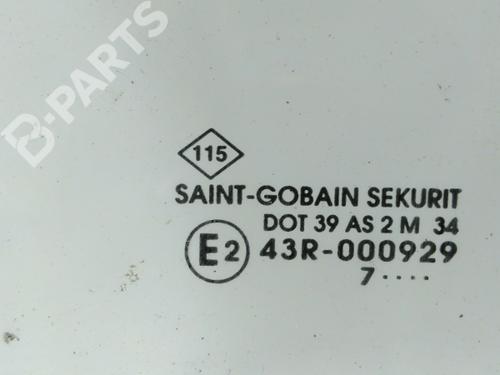 B-PARTS
115
SAINT-GOBAIN SEKURIT
DOT 39 AS 2 M 34
E2 43R-000929
7 ····